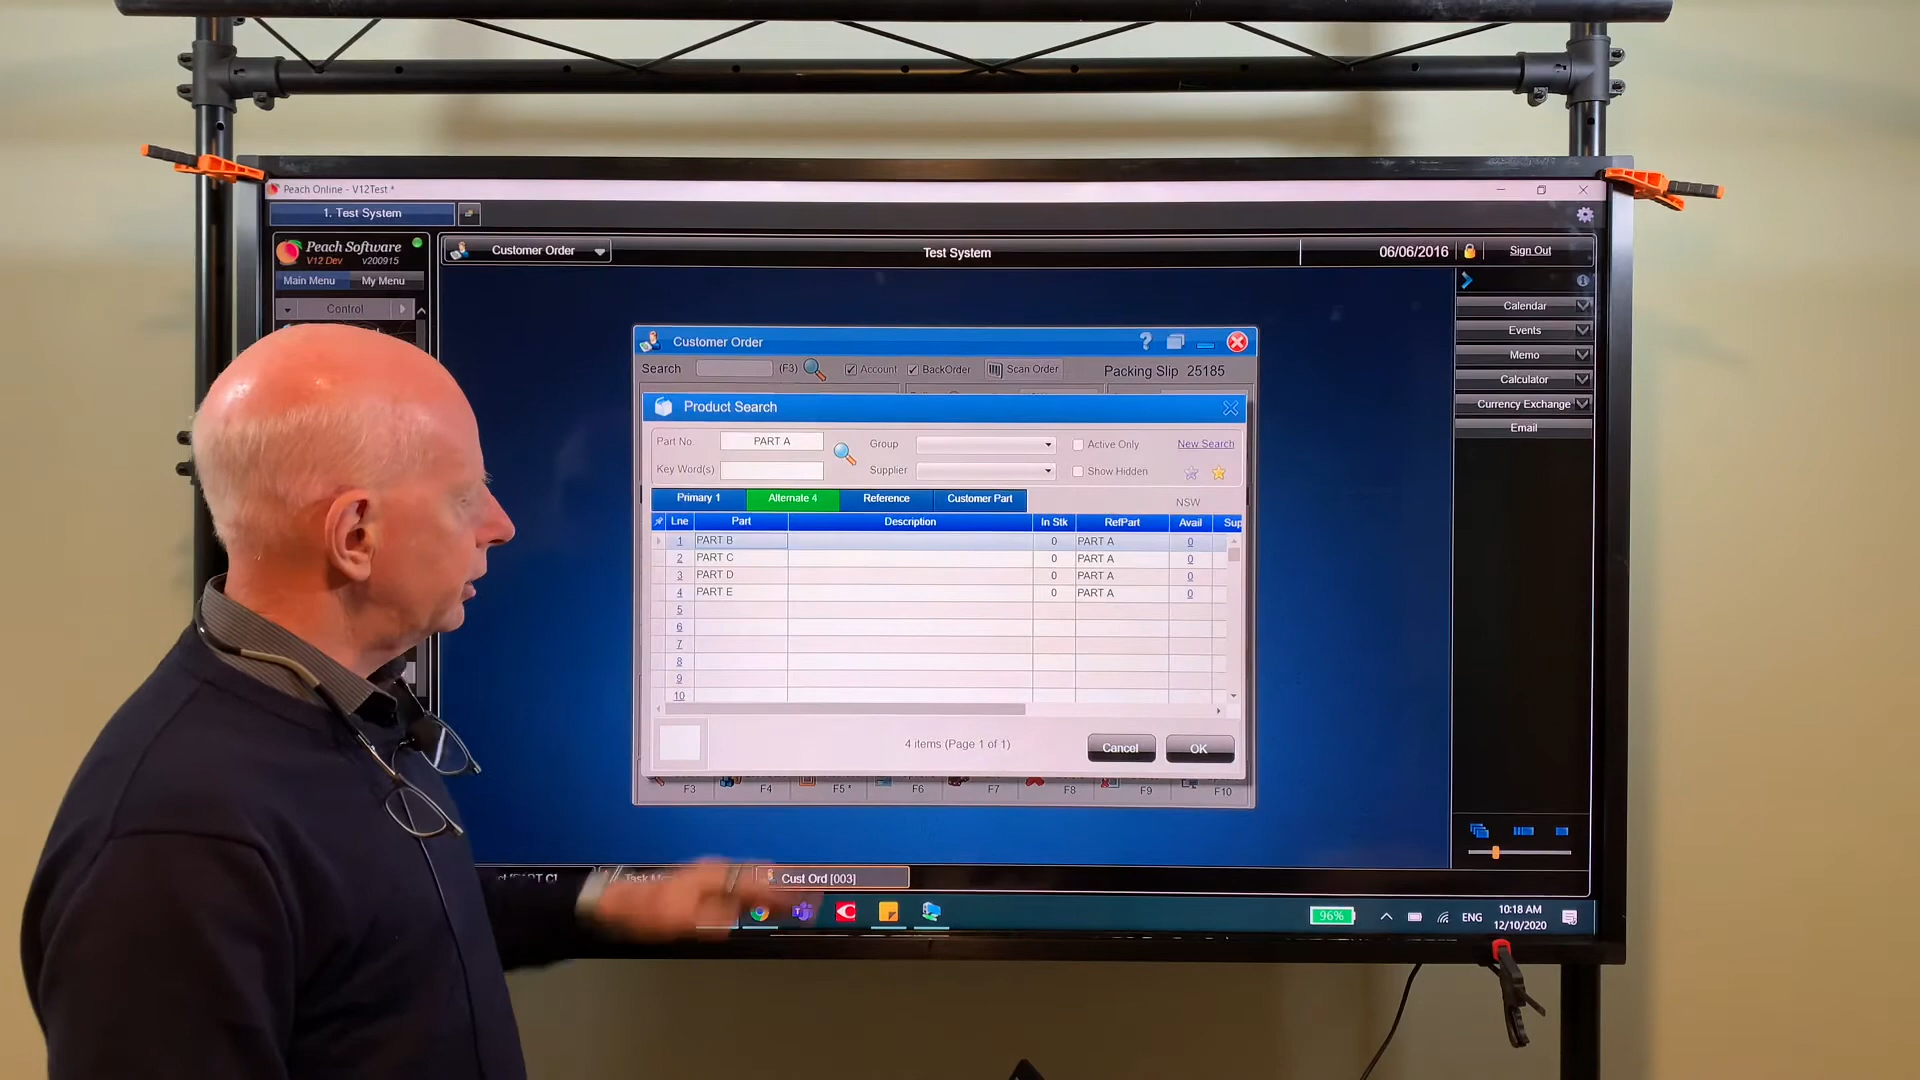 Peach Online - V12Test *
1. Test System
Peach Software
V12 Dev v200915
Main Menu My Menu
Control
Customer Order
Test System
06/06/2016
Sign Out
Calendar
Events
Memo
Calculator
Currency Exchange
Email
Customer Order
?
Search (F3) Account BackOrder Scan Order Packing Slip 25185
Product Search
Part No. PART A Group Active Only New Search
Key Word(s) Supplier Show Hidden
Primary 1 Alternate 4 Reference Customer Part NSW
Lne Part Description In Stk RefPart Avail Sup
1 PART B 0 PART A 0
2 PART C 0 PART A 0
3 PART D 0 PART A 0
4 PART E 0 PART A 0
5
6
7
8
9
10
4 items (Page 1 of 1) Cancel OK
F3 F4 F5 * F6 F7 F8 F9 F10
Cust Ord [003]
96% ENG 10:18 AM
12/10/2020